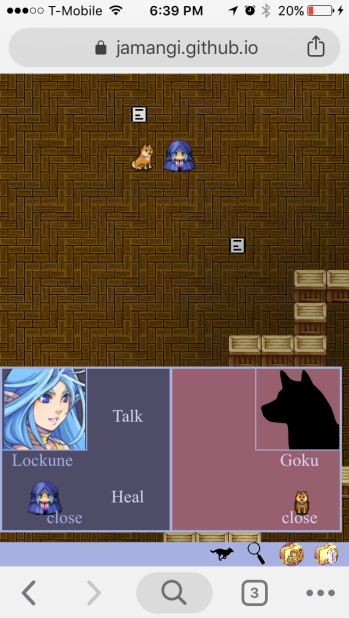 T-Mobile 6:39 PM 20%
jamangi.github.io
Talk
Lockune Goku
Heal
close close
3